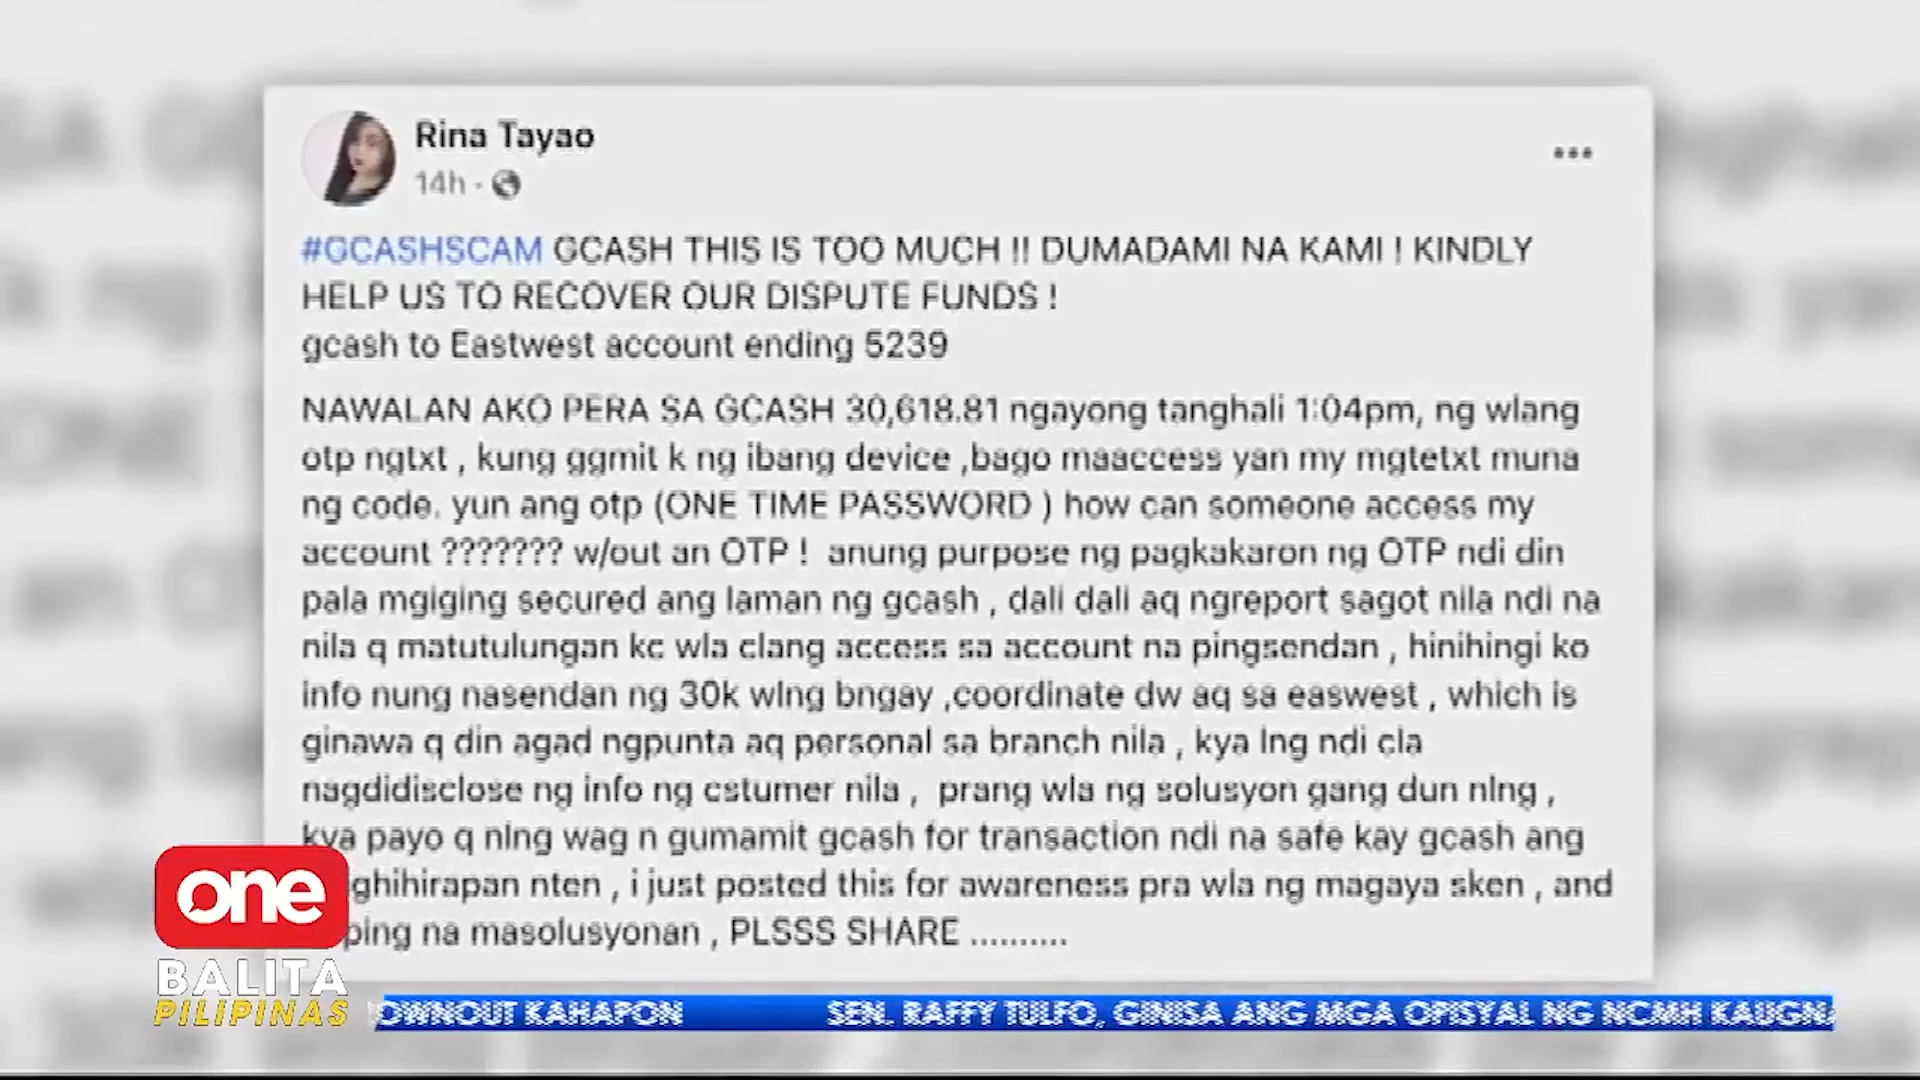 Rina Tayao
14h
#GCASHSCAM GCASH THIS IS TOO MUCH !! DUMADAMI NA KAMI ! KINDLY
HELP US TO RECOVER OUR DISPUTE FUNDS !
gcash to Eastwest account ending 5239
NAWALAN AKO PERA SA GCASH 30,618.81 ngayong tanghali 1:04pm, ng wlang
otp ngtxt , kung ggmit k ng ibang device ,bago maaccess yan my mgtetxt muna
ng code. yun ang otp (ONE TIME PASSWORD ) how can someone access my
account ??????? w/out an OTP ! anung purpose ng pagkakaron ng OTP ndi din
pala mgiging secured ang laman ng gcash , dali dali aq ngreport sagot nila ndi na
nila q matutulungan kc wla clang access sa account na pingsendan , hinihingi ko
info nung nasendan ng 30k wlng bngay ,coordinate dw aq sa easwest , which is
ginawa q din agad ngpunta aq personal sa branch nila , kya lng ndi cla
nagdidisclose ng info ng cstumer nila , prang wla ng solusyon gang dun nlng ,
kya payo q nlng wag n gumamit gcash for transaction ndi na safe kay gcash ang
ghihirapan nten , i just posted this for awareness pra wla ng magaya sken , and
ping na masolusyonan , PLSSS SHARE ..........
one
BALITA
PILIPINAS
OWNOUT KAHAPON SEN. RAFFY TULFO, GINISA ANG MGA OPISYAL NG NCMH KAUGNA